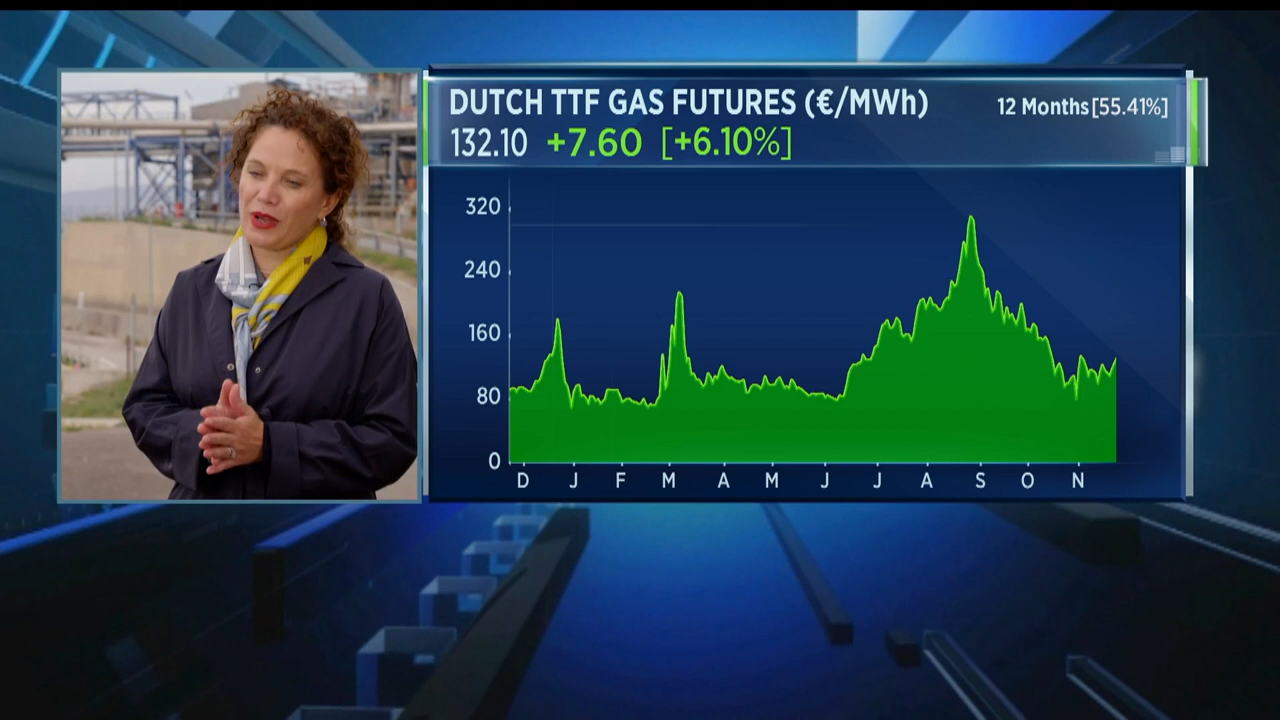 DUTCH TTF GAS FUTURES (€/MWh)
12 Months [55.41%]
132.10 +7.60 [+6.10%]
320
240
160
80
0
D J F M A M J J A S O N